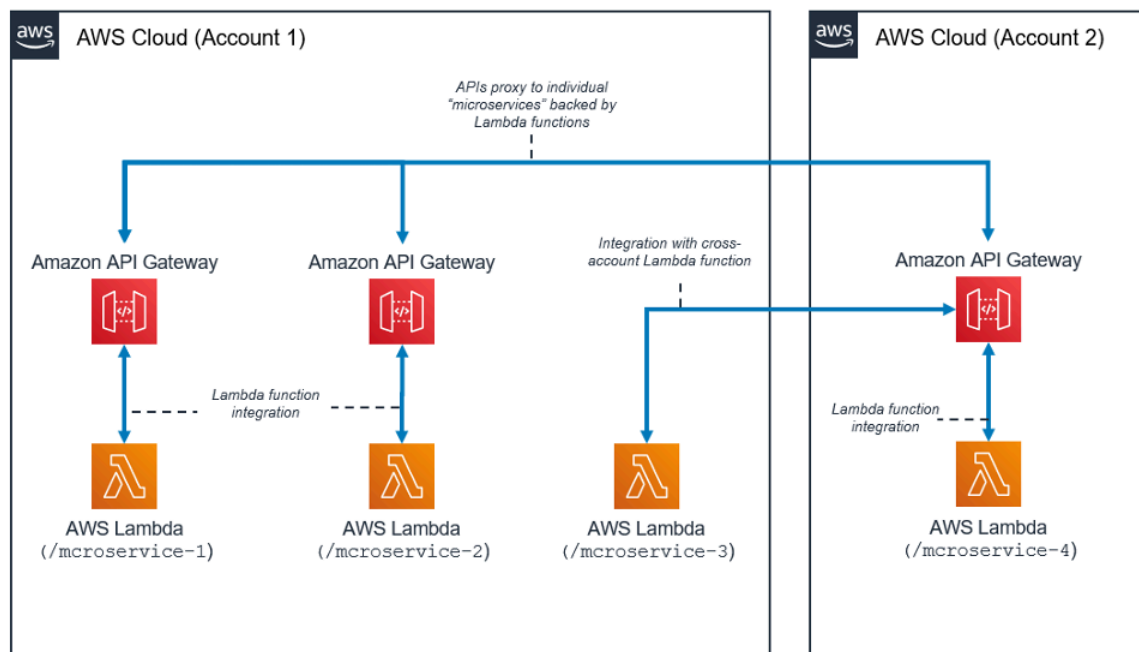 aws
AWS Cloud (Account 1)
aws
AWS Cloud (Account 2)
APIs proxy to individual
“microservices” backed by
Lambda functions
Amazon API Gateway
Amazon API Gateway
Integration with cross-
account Lambda function
Amazon API Gateway
</>
</>
</>
Lambda function
integration
Lambda function
integration
AWS Lambda
(/mcroservice-1)
AWS Lambda
(/mcroservice-2)
AWS Lambda
(/mcroservice-3)
AWS Lambda
(/mcroservice-4)